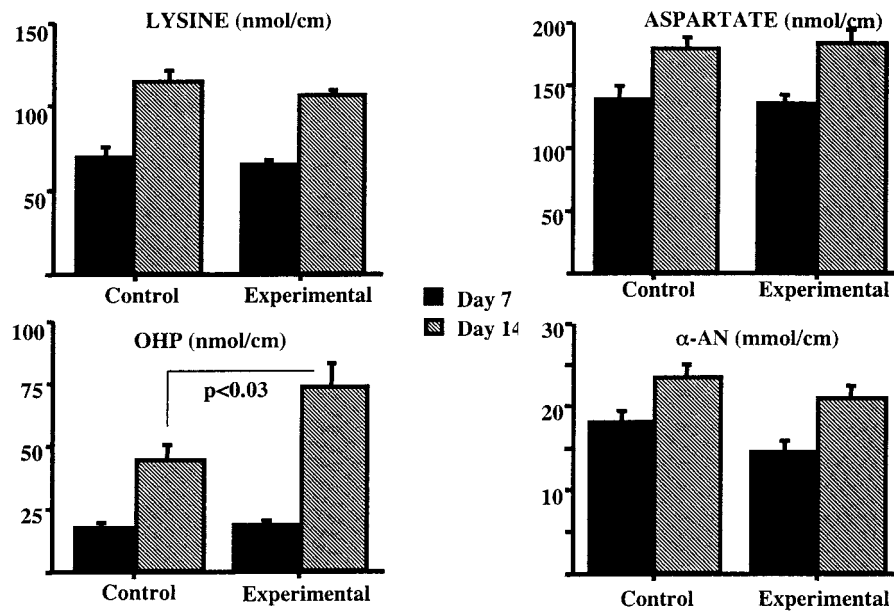 LYSINE (nmol/cm)
150
100
50
Control Experimental
ASPARTATE (nmol/cm)
200
150
100
50
Control Experimental
Day 7
Day 14
OHP (nmol/cm)
100
75
50
25
p<0.03
Control Experimental
α-AN (mmol/cm)
30
20
10
Control Experimental